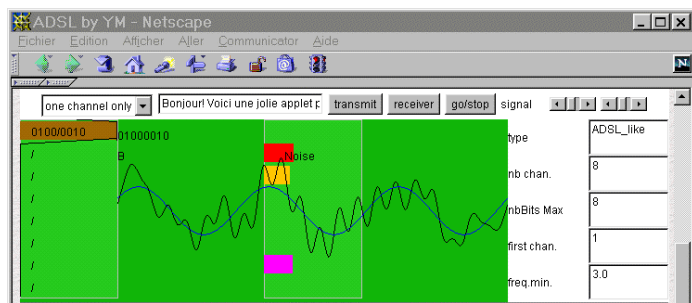 ADSL by YM - Netscape
Fichier Edition Afficher Aller Communicator Aide
N
one channel only Bonjour! Voici une jolie applet p transmit receiver go/stop signal
0100/0010 01000010 type ADSL_like
/ B Noise
/ nb chan. 8
/
/ nbBits Max 8
/
/ first chan. 1
/ freq.min. 3.0